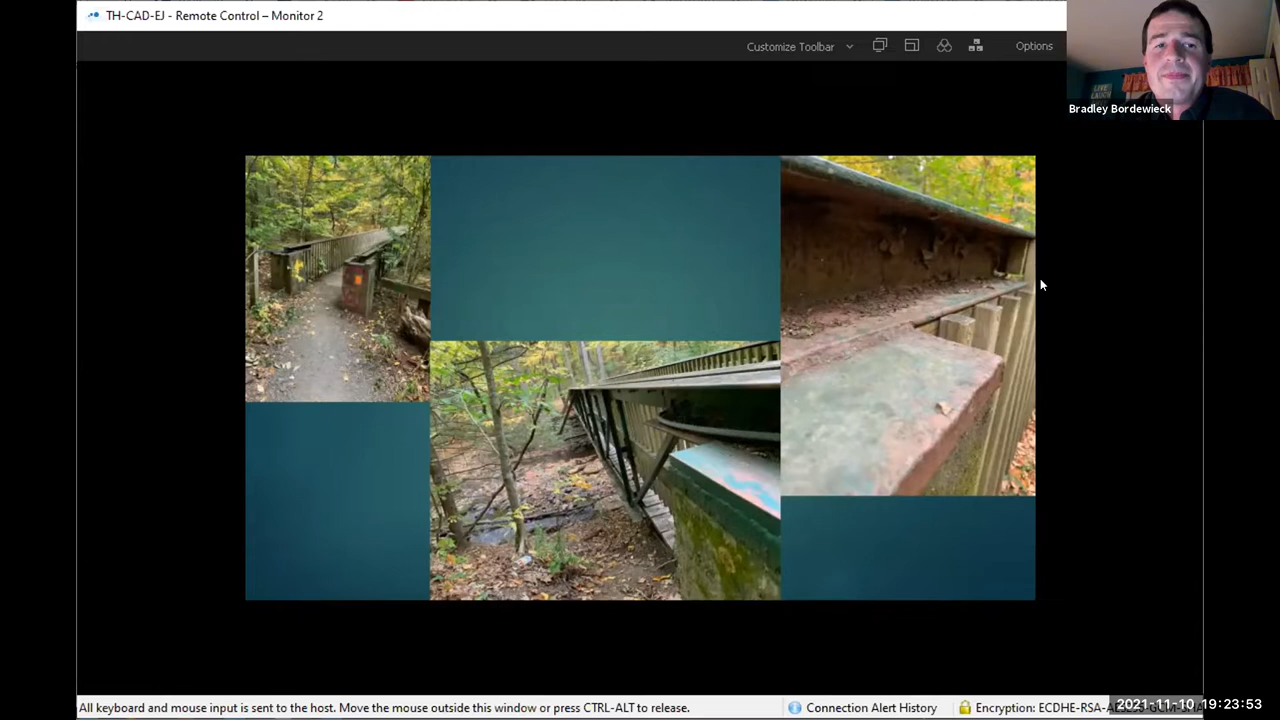 TH-CAD-EJ - Remote Control – Monitor 2
Customize Toolbar
Options
LIVE
LAUGH
Bradley Bordewieck
All keyboard and mouse input is sent to the host. Move the mouse outside this window or press CTRL-ALT to release.
Connection Alert History
Encryption: ECDHE-RSA-
2021-11-10 19:23:53